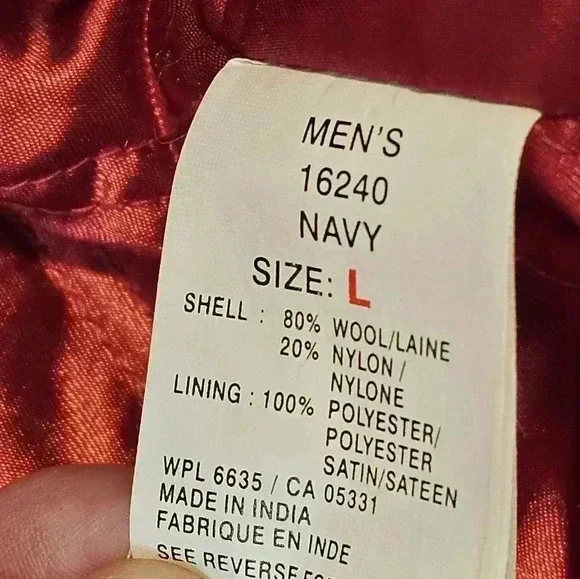 MEN'S
16240
NAVY
SIZE: L
SHELL : 80% WOOL/LAINE
20% NYLON /
NYLONE
LINING : 100% POLYESTER/
POLYESTER
SATIN/SATEEN
WPL 6635 / CA 05331
MADE IN INDIA
FABRIQUE EN INDE
SEE REVERSE